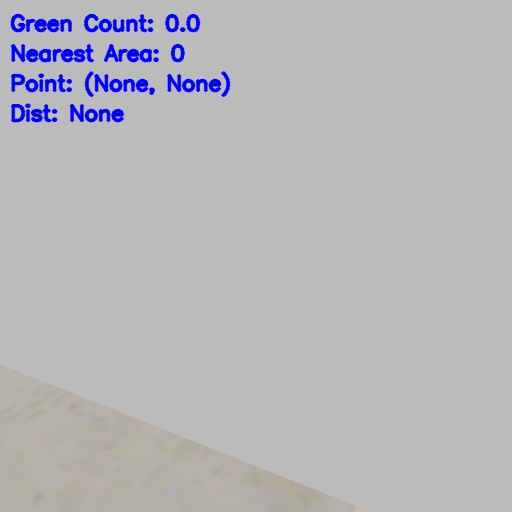 Green Count: 0.0
Nearest Area: 0
Point: (None, None)
Dist: None